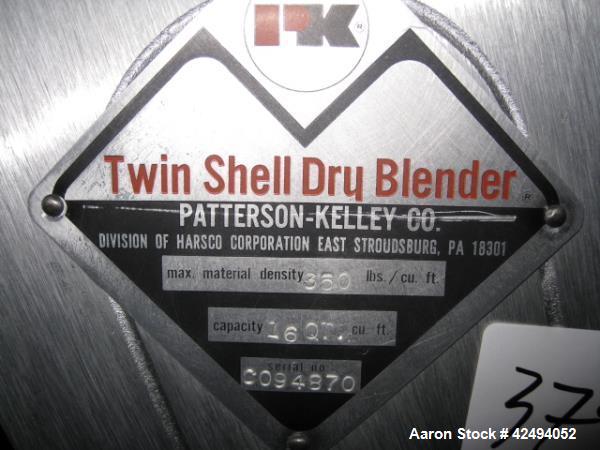 PK
®
Twin Shell Dry Blender®
PATTERSON-KELLEY CO.
DIVISION OF HARSCO CORPORATION EAST STROUDSBURG, PA 18301
max. material density 350 lbs./cu. ft.
capacity 16 QT. cu. ft.
serial no
C094870
Aaron Stock # 42494052